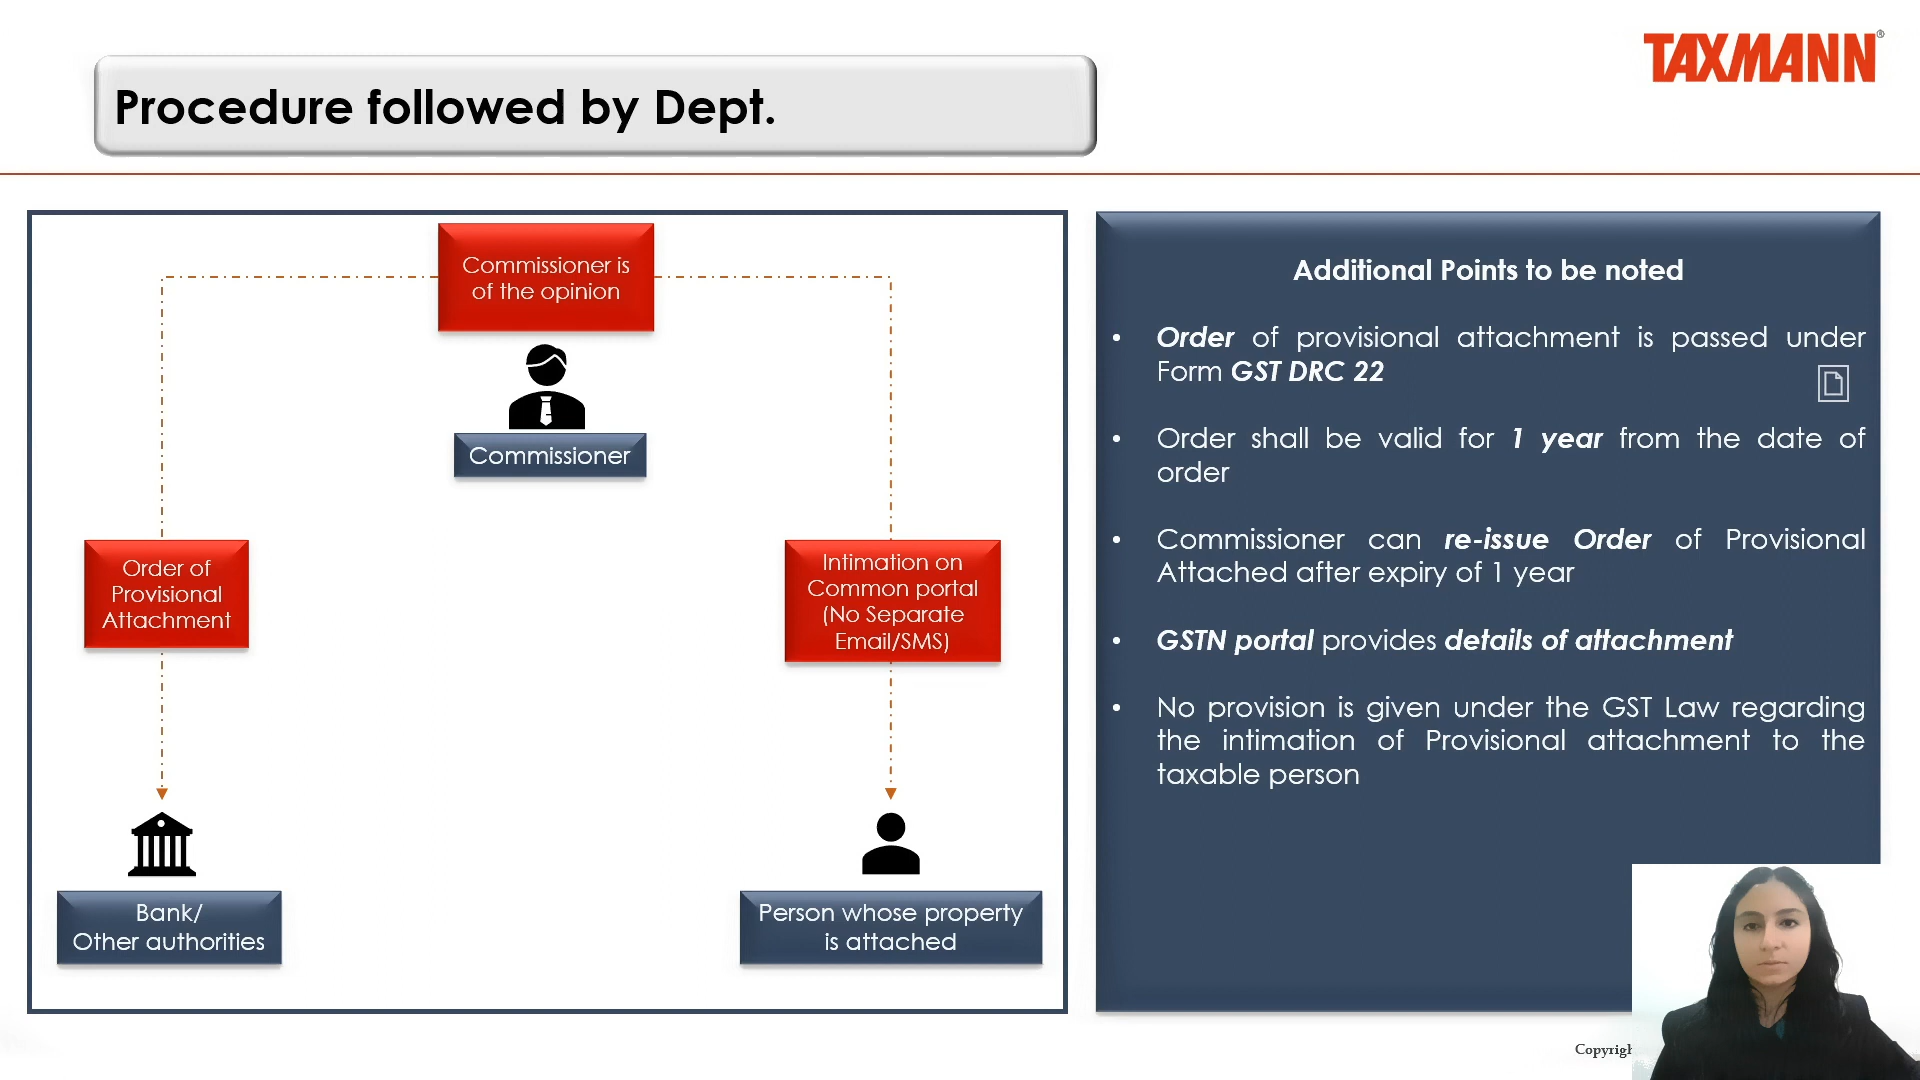 TAXMANN®
Procedure followed by Dept.
Commissioner is
of the opinion
Commissioner
Order of
Provisional
Attachment
Intimation on
Common portal
(No Separate
Email/SMS)
Bank/
Other authorities
Person whose property
is attached
Additional Points to be noted
• Order of provisional attachment is passed under
Form GST DRC 22
• Order shall be valid for 1 year from the date of
order
• Commissioner can re-issue Order of Provisional
Attached after expiry of 1 year
• GSTN portal provides details of attachment
• No provision is given under the GST Law regarding
the intimation of Provisional attachment to the
taxable person